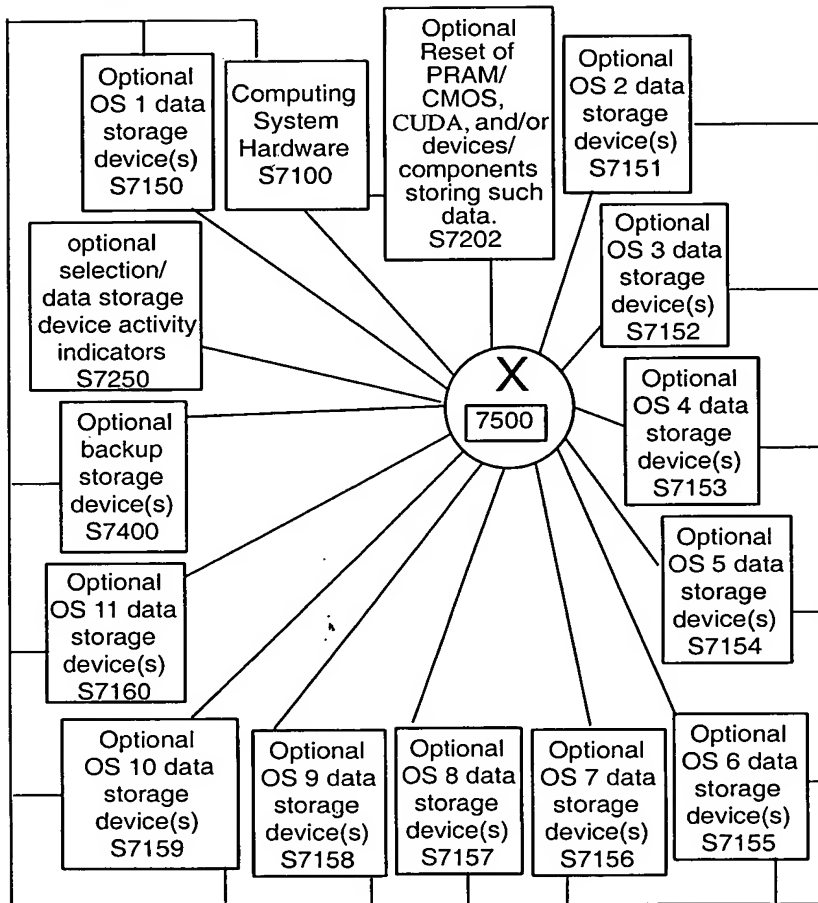 Optional
OS 1 data
storage
device(s)
S7150
Computing
System
Hardware
S7100
Optional
Reset of
PRAM/
CMOS,
CUDA, and/or
devices/
components
storing such
data.
S7202
Optional
OS 2 data
storage
device(s)
S7151
optional
selection/
data storage
device activity
indicators
S7250
Optional
OS 3 data
storage
device(s)
S7152
X
7500
Optional
OS 4 data
storage
device(s)
S7153
Optional
backup
storage
device(s)
S7400
Optional
OS 5 data
storage
device(s)
S7154
Optional
OS 11 data
storage
device(s)
S7160
Optional
OS 10 data
storage
device(s)
S7159
Optional
OS 9 data
storage
device(s)
S7158
Optional
OS 8 data
storage
device(s)
S7157
Optional
OS 7 data
storage
device(s)
S7156
Optional
OS 6 data
storage
device(s)
S7155